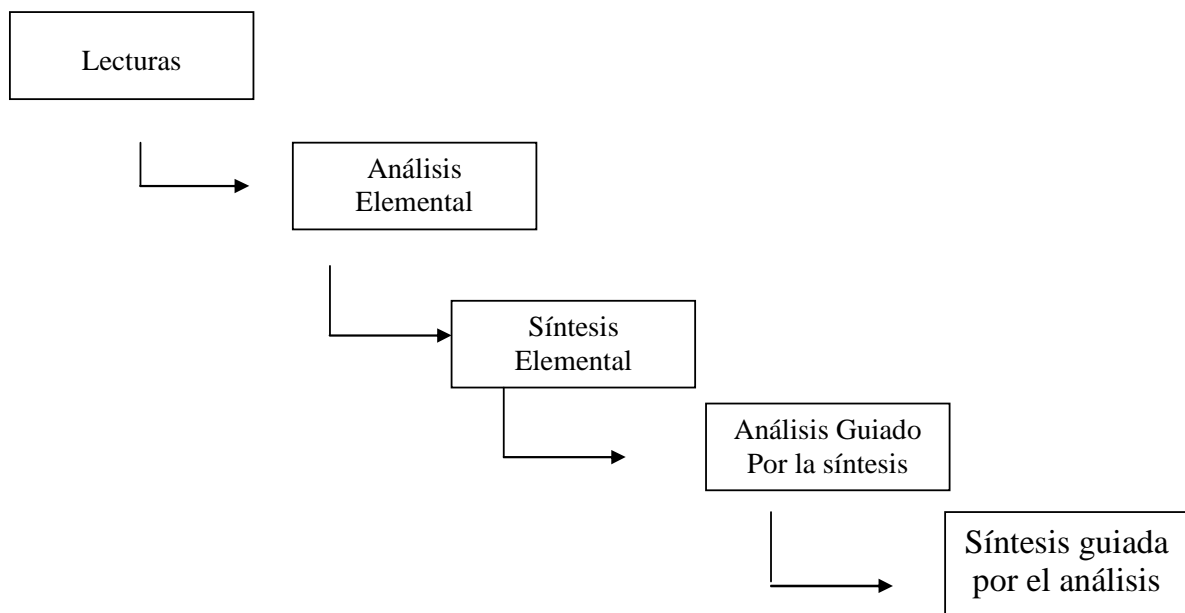 Lecturas
Análisis
Elemental
Síntesis
Elemental
Análisis Guiado
Por la síntesis
Síntesis guiada
por el análisis